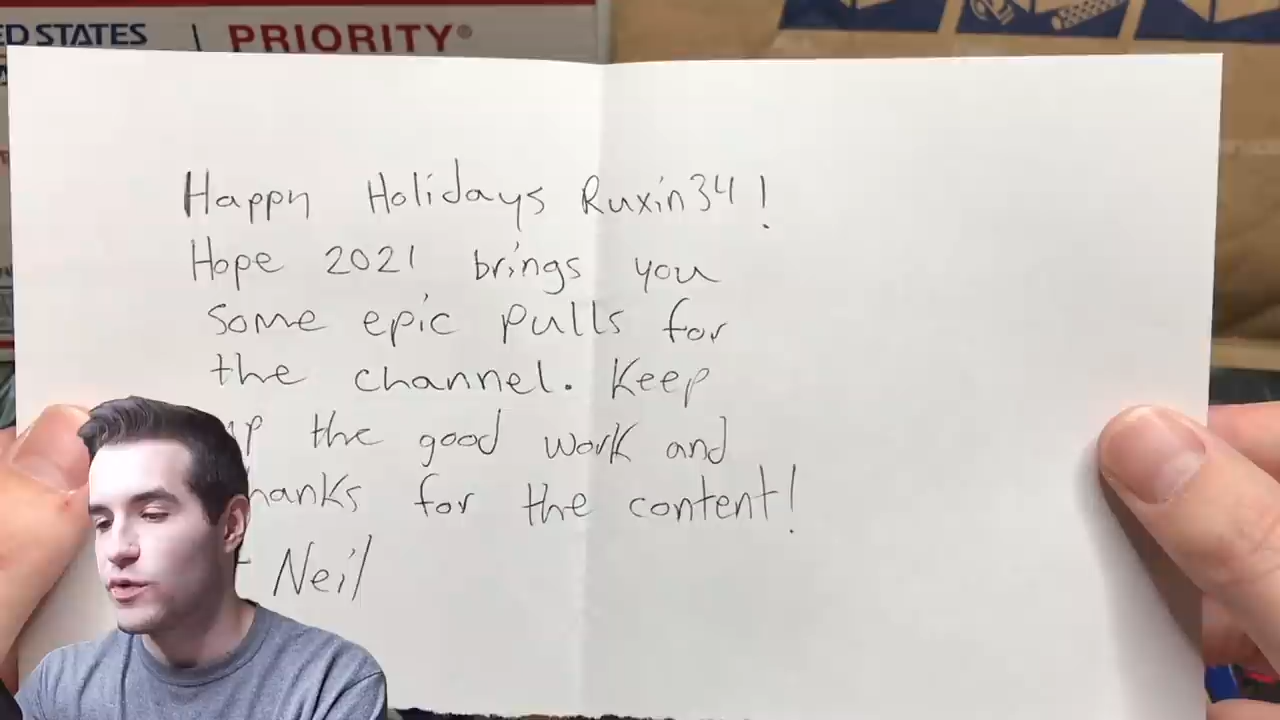 ED STATES | PRIORITY®
Happy Holidays Ruxin34!
Hope 2021 brings you
some epic pulls for
the channel. Keep
up the good work and
hanks for the content!
- Neil